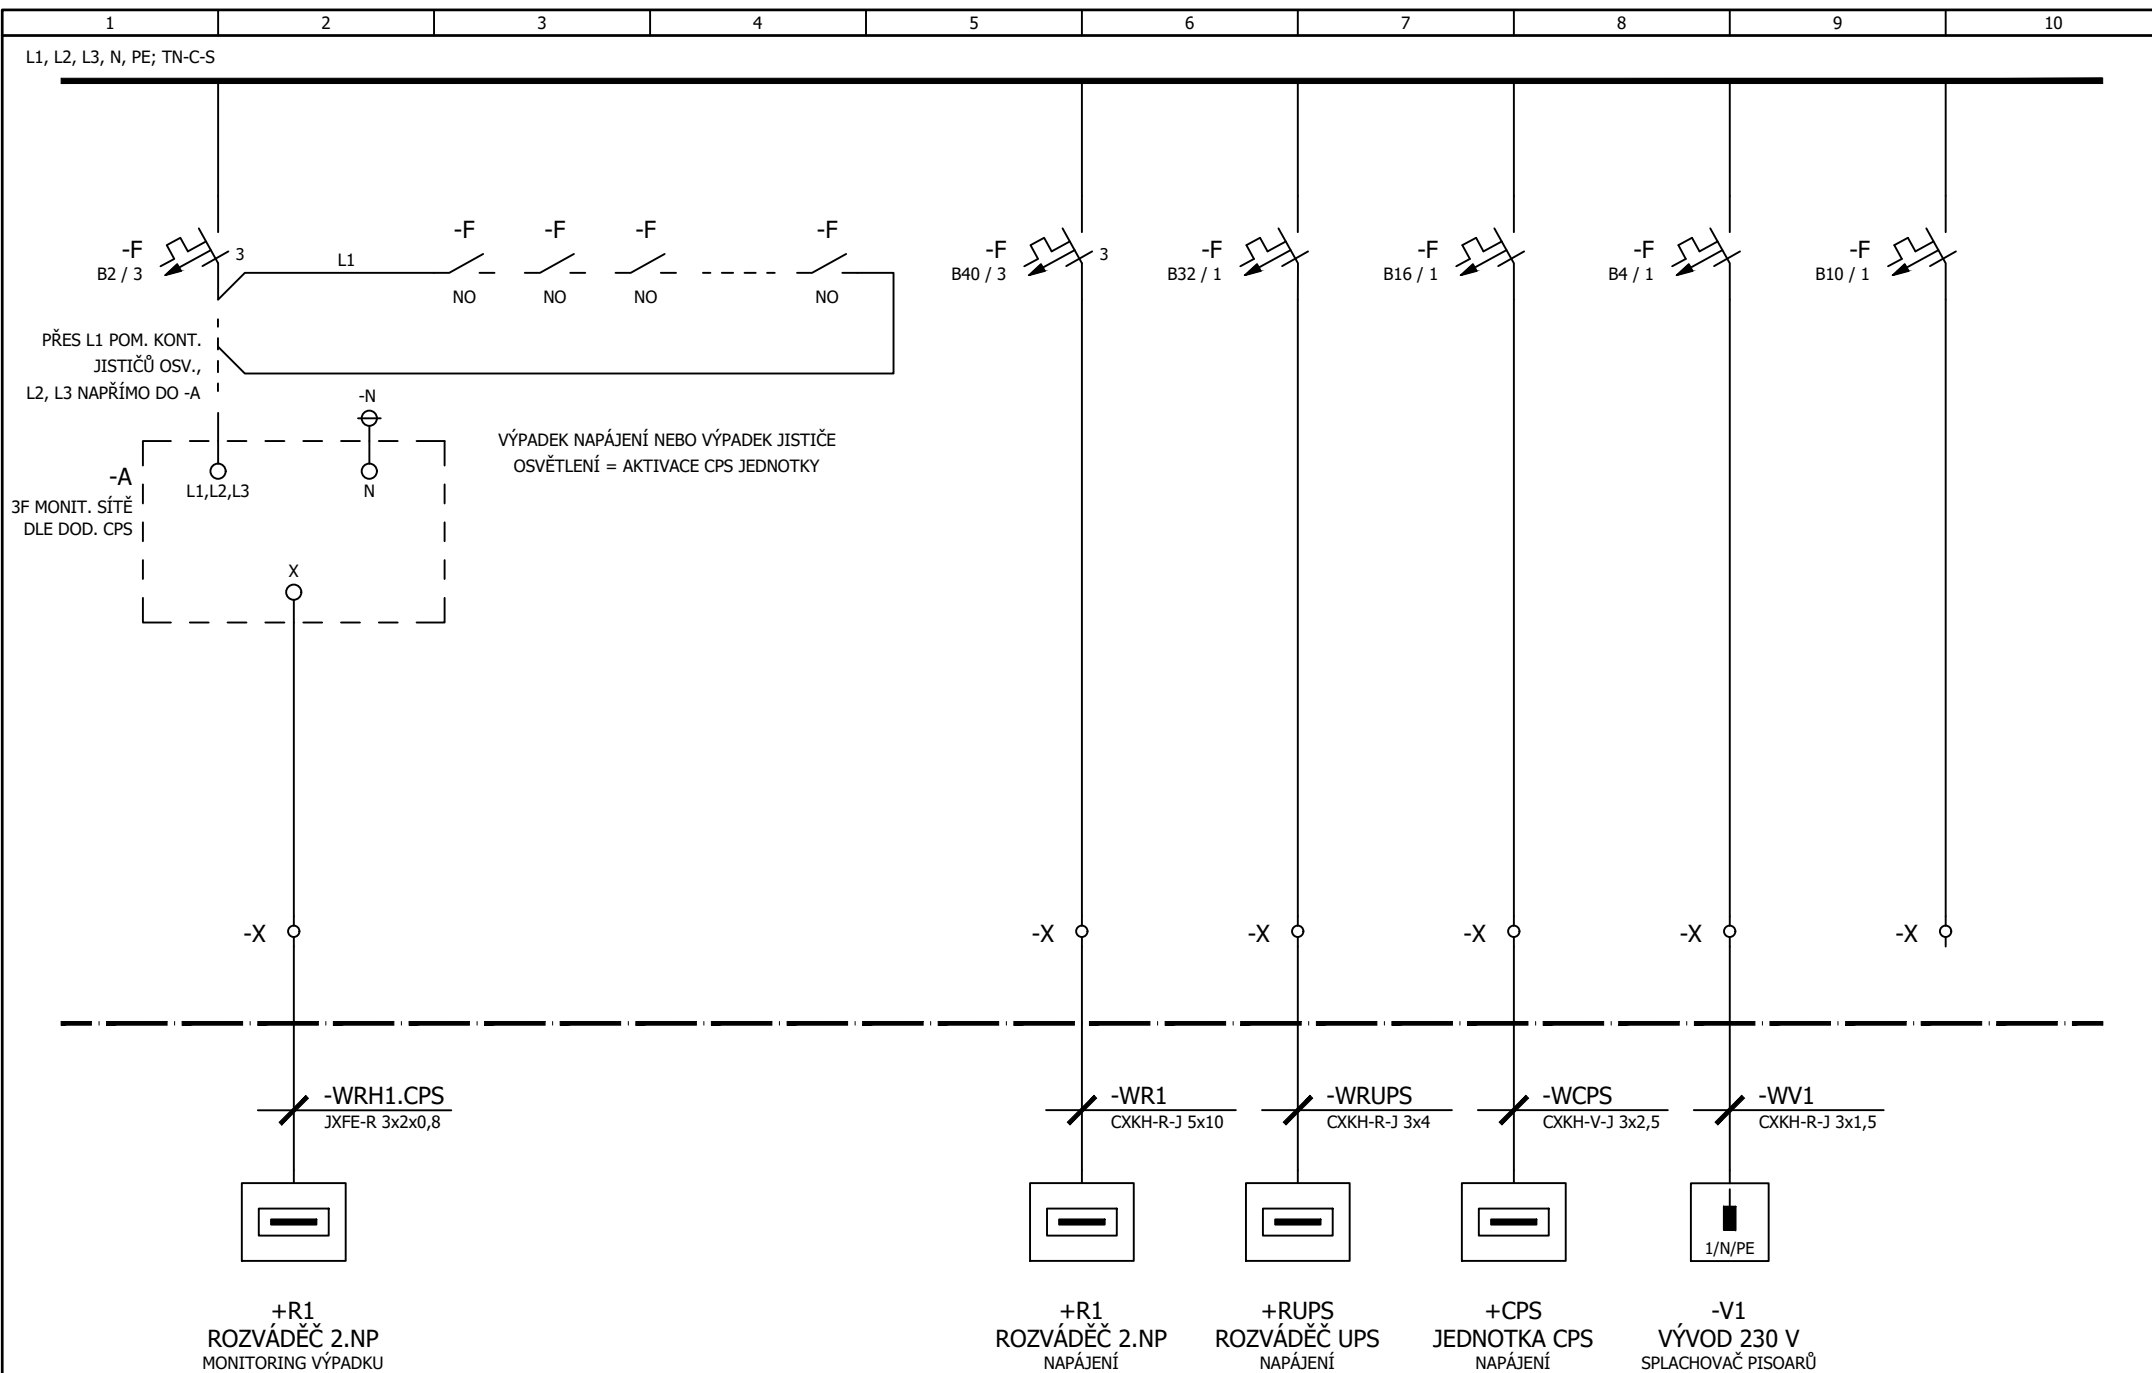 1 2 3 4 5 6 7 8 9 10
L1, L2, L3, N, PE; TN-C-S
-F
B2 / 3
3
L1
-F -F -F -F
NO NO NO NO
PŘES L1 POM. KONT.
JISTIČŮ OSV.,
L2, L3 NAPŘÍMO DO -A
-N
VÝPADEK NAPÁJENÍ NEBO VÝPADEK JISTIČE
OSVĚTLENÍ = AKTIVACE CPS JEDNOTKY
-A
3F MONIT. SÍTĚ
DLE DOD. CPS
L1,L2,L3
N
X
-F
B40 / 3
3
-F
B32 / 1
-F
B16 / 1
-F
B4 / 1
-F
B10 / 1
-X -X -X -X -X -X
-WRH1.CPS
JXFE-R 3x2x0,8
-WR1
CXKH-R-J 5x10
-WRUPS
CXKH-R-J 3x4
-WCPS
CXKH-V-J 3x2,5
-WV1
CXKH-R-J 3x1,5
1/N/PE
+R1
ROZVÁDĚČ 2.NP
MONITORING VÝPADKU
+R1
ROZVÁDĚČ 2.NP
NAPÁJENÍ
+RUPS
ROZVÁDĚČ UPS
NAPÁJENÍ
+CPS
JEDNOTKA CPS
NAPÁJENÍ
-V1
VÝVOD 230 V
SPLACHOVAČ PISOARŮ